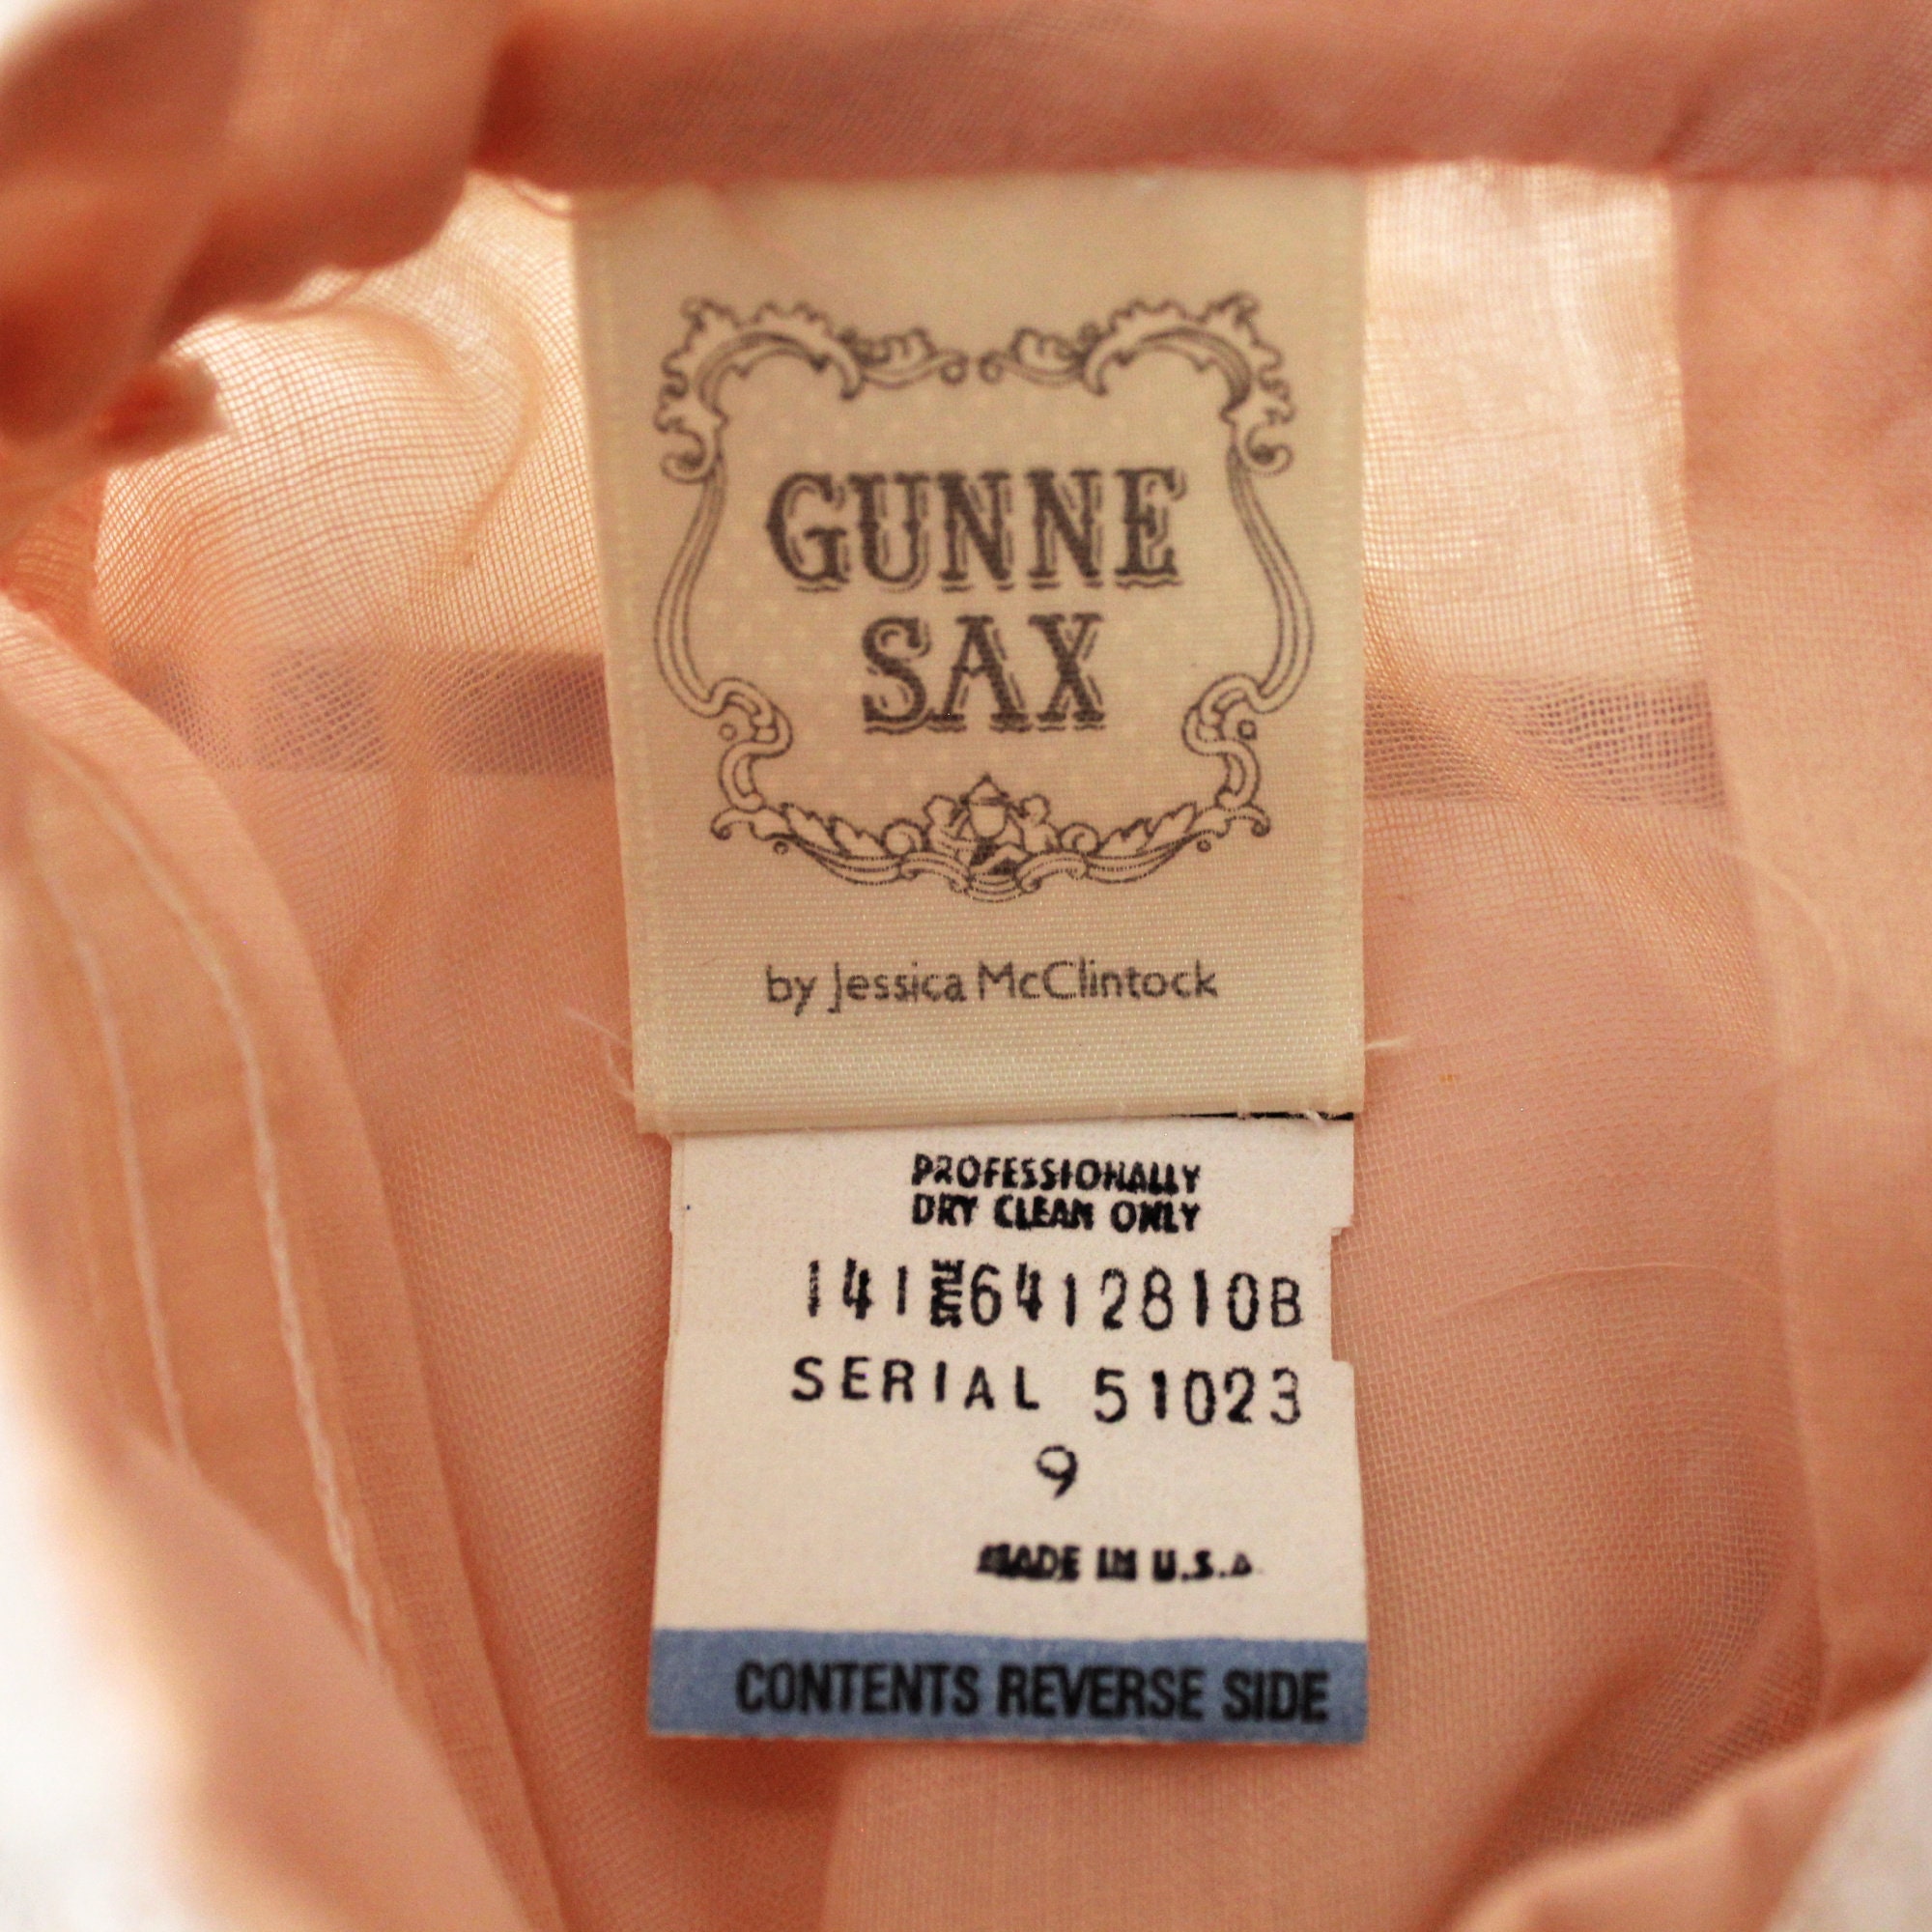 GUNNE
SAX
by Jessica McClintock
PROFESSIONALLY
DRY CLEAN ONLY
141 STYLE 6412810B
SERIAL 51023
9
MADE IN U.S.A
CONTENTS REVERSE SIDE